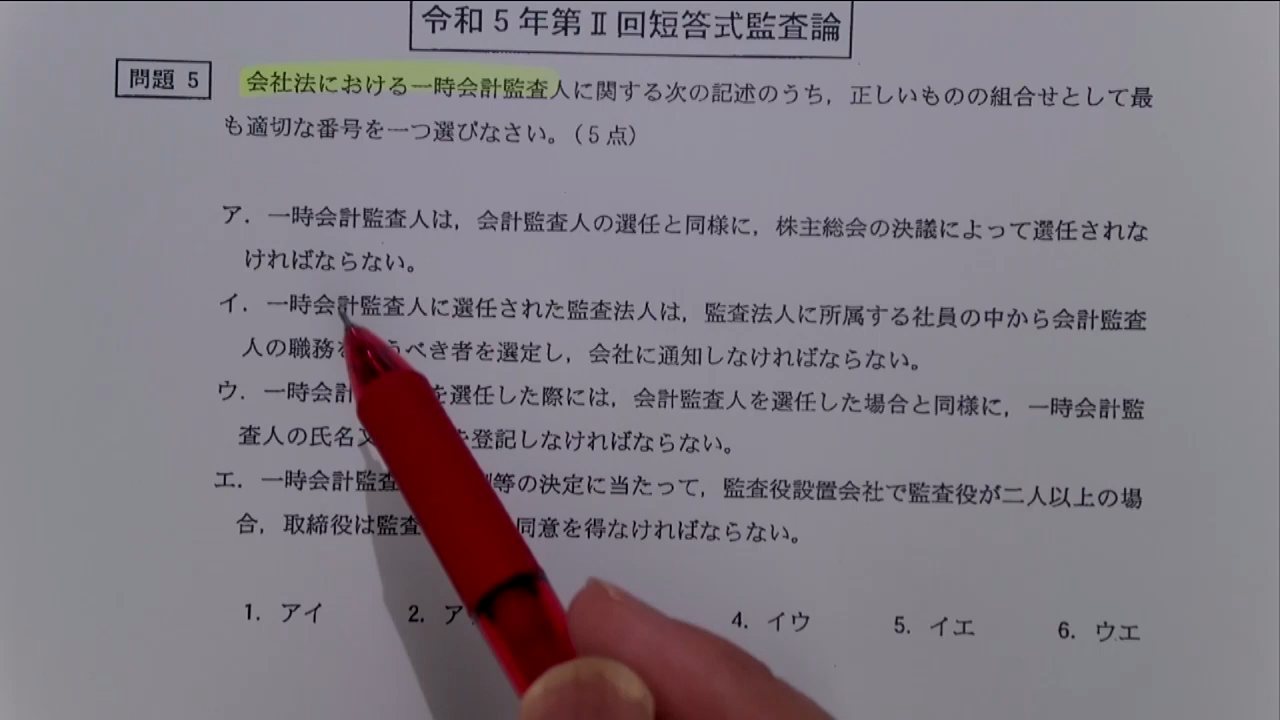 令和5年第Ⅱ回短答式監査論
問題 5 会社法における一時会計監査人に関する次の記述のうち，正しいものの組合せとして最
も適切な番号を一つ選びなさい。（5点）
ア．一時会計監査人は，会計監査人の選任と同様に，株主総会の決議によって選任されな
ければならない。
イ．一時会計監査人に選任された監査法人は，監査法人に所属する社員の中から会計監査
人の職務を うべき者を選定し，会社に通知しなければならない。
ウ．一時会計 を選任した際には，会計監査人を選任した場合と同様に，一時会計監
査人の氏名 を登記しなければならない。
エ．一時会計監査 等の決定に当たって，監査役設置会社で監査役が二人以上の場
合，取締役は監査 同意を得なければならない。
1. アイ 2. ア 4. イウ 5. イエ 6. ウエ